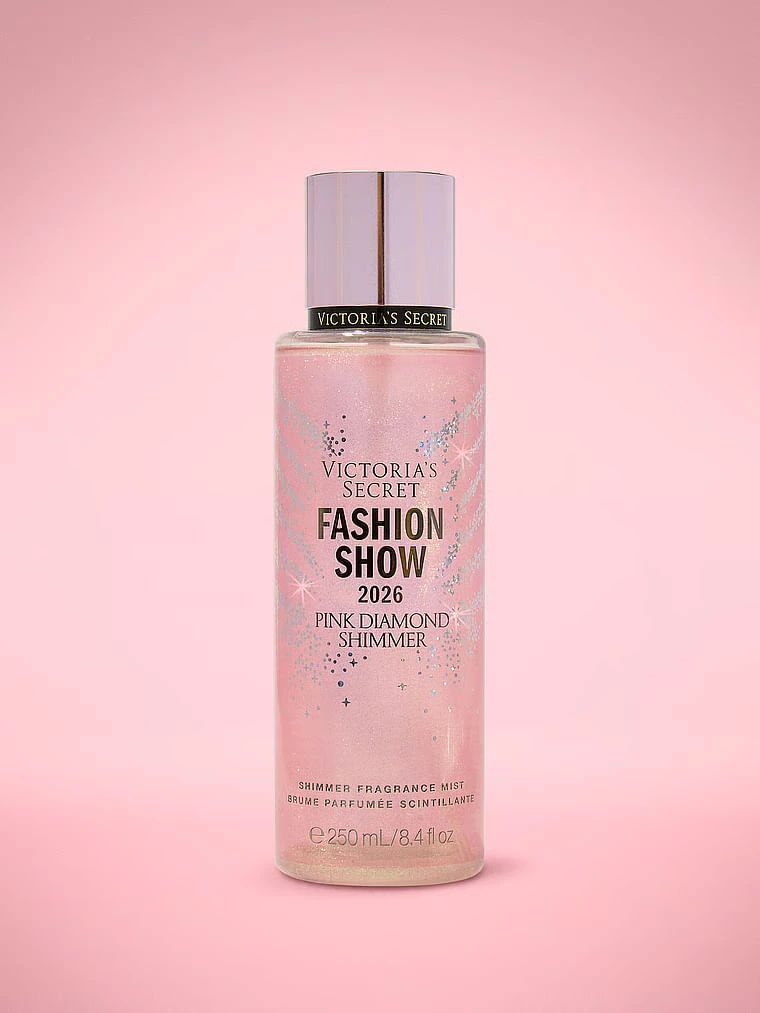 VICTORIA'S SECRET
VICTORIA'S
SECRET
FASHION
SHOW
2026
PINK DIAMOND
SHIMMER
SHIMMER FRAGRANCE MIST
BRUME PARFUMÉE SCINTILLANTE
℮ 250 mL/8.4 fl oz